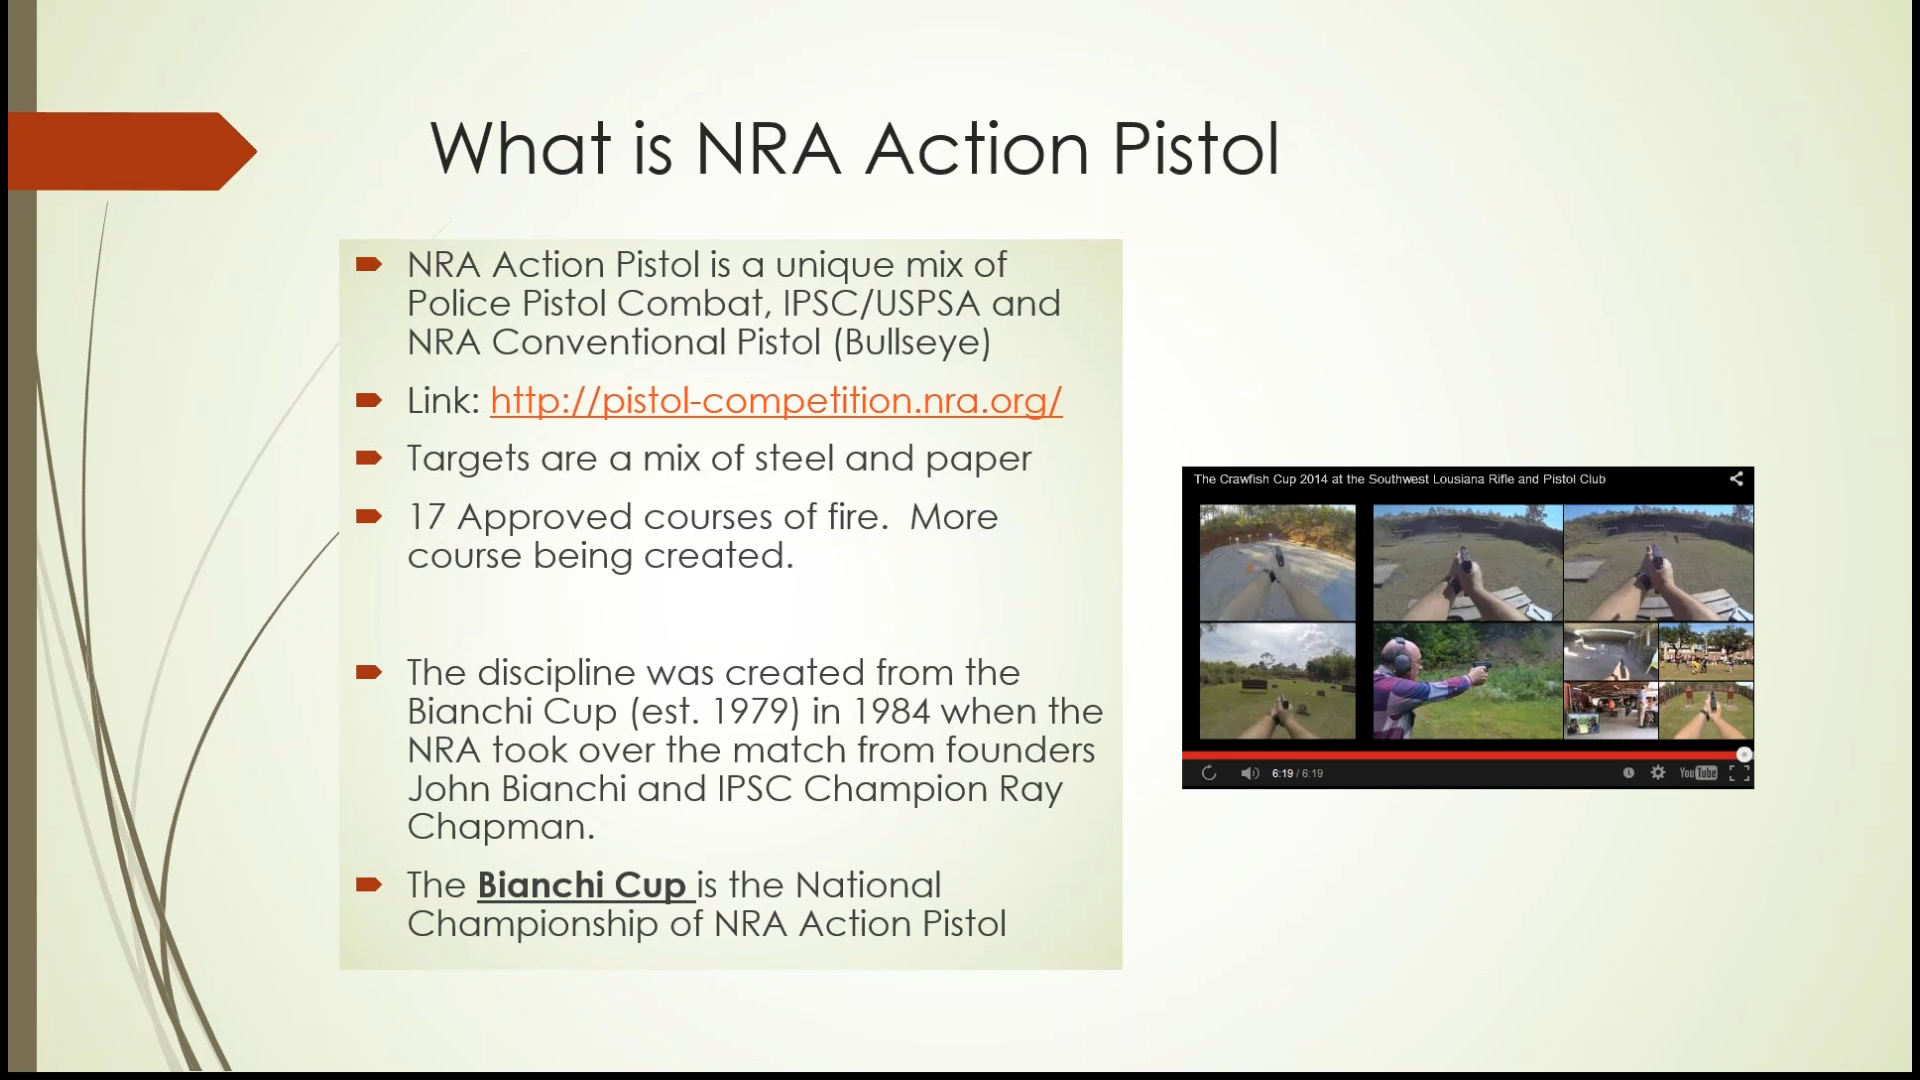 What is NRA Action Pistol
NRA Action Pistol is a unique mix of
Police Pistol Combat, IPSC/USPSA and
NRA Conventional Pistol (Bullseye)
Link: http://pistol-competition.nra.org/
Targets are a mix of steel and paper
17 Approved courses of fire.  More
course being created.
The discipline was created from the
Bianchi Cup (est. 1979) in 1984 when the
NRA took over the match from founders
John Bianchi and IPSC Champion Ray
Chapman.
The Bianchi Cup is the National
Championship of NRA Action Pistol
The Crawfish Cup 2014 at the Southwest Lousiana Rifle and Pistol Club
6:19 / 6:19
YouTube